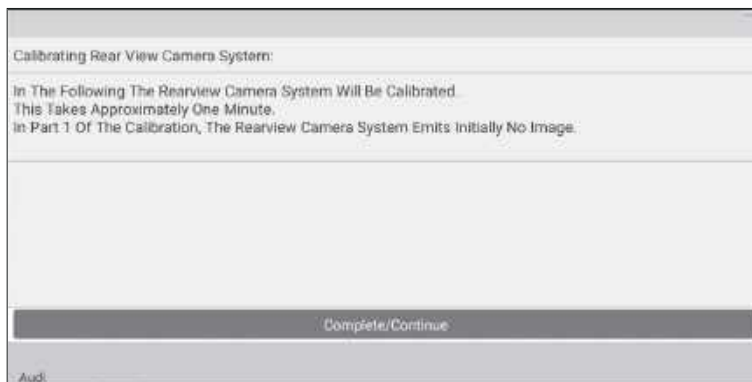 Calibrating Rear View Camera System:
In The Following The Rearview Camera System Will Be Calibrated.
This Takes Approximately One Minute.
In Part 1 Of The Calibration, The Rearview Camera System Emits Initially No Image.
Complete/Continue
Audi